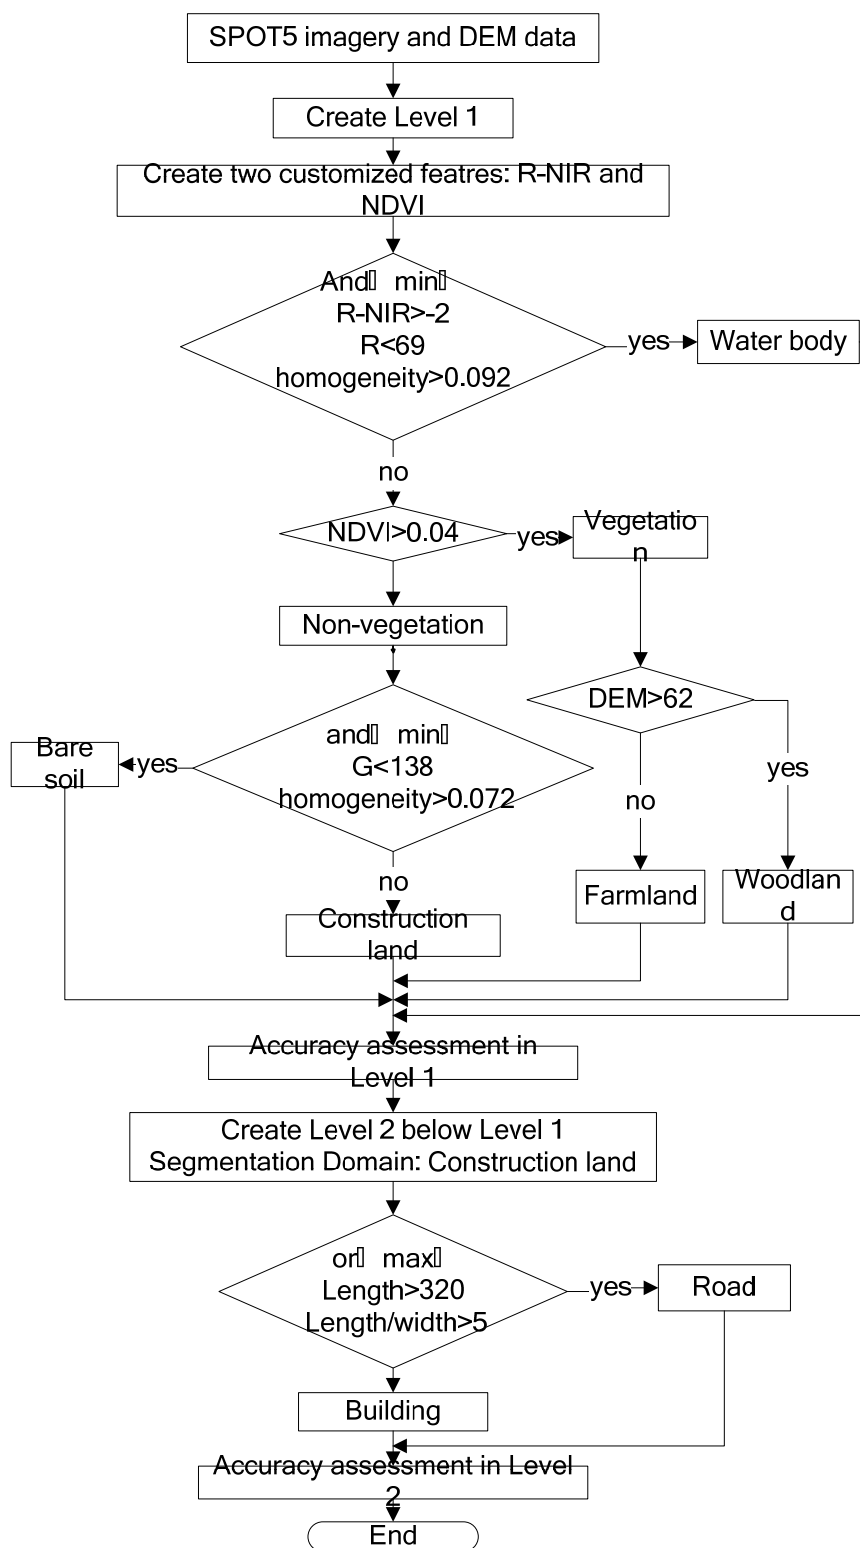 SPOT5 imagery and DEM data
Create Level 1
Create two customized featres: R-NIR and
NDVI
And min
R-NIR>-2
R<69
homogeneity>0.092
yes
Water body
no
NDVI>0.04
yes
Vegetatio
n
Non-vegetation
DEM>62
and min
G<138
homogeneity>0.072
yes
Bare
soil
no
yes
no
Farmland
Woodlan
d
Construction
land
Accuracy assessment in
Level 1
Create Level 2 below Level 1
Segmentation Domain: Construction land
or max
Length>320
Length/width>5
yes
Road
Building
Accuracy assessment in Level
2
End